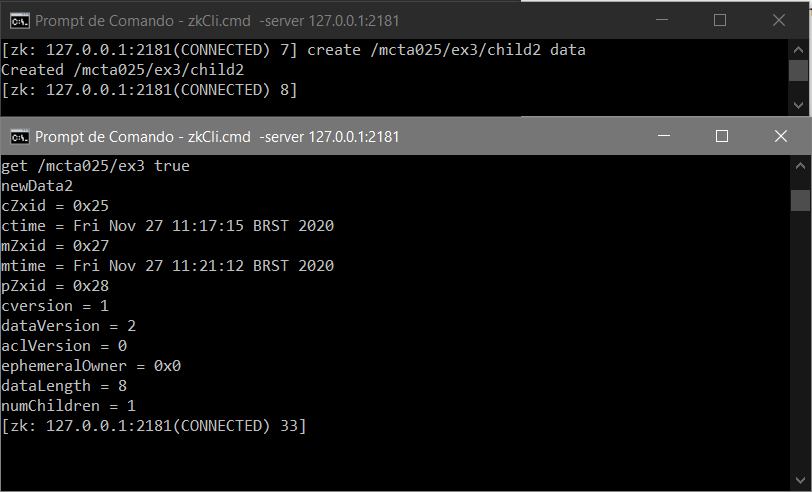 Prompt de Comando - zkCli.cmd  -server 127.0.0.1:2181
[zk: 127.0.0.1:2181(CONNECTED) 7] create /mcta025/ex3/child2 data
Created /mcta025/ex3/child2
[zk: 127.0.0.1:2181(CONNECTED) 8]
Prompt de Comando - zkCli.cmd  -server 127.0.0.1:2181
get /mcta025/ex3 true
newData2
cZxid = 0x25
ctime = Fri Nov 27 11:17:15 BRST 2020
mZxid = 0x27
mtime = Fri Nov 27 11:21:12 BRST 2020
pZxid = 0x28
cversion = 1
dataVersion = 2
aclVersion = 0
ephemeralOwner = 0x0
dataLength = 8
numChildren = 1
[zk: 127.0.0.1:2181(CONNECTED) 33]